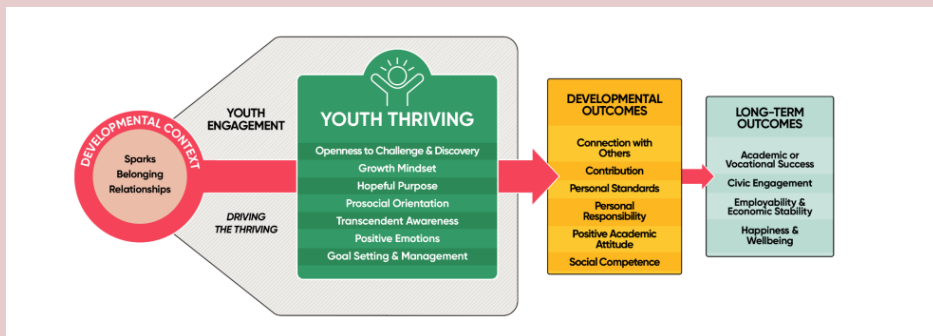 DEVELOPMENTAL CONTEXT
Sparks
Belonging
Relationships
YOUTH
ENGAGEMENT
DRIVING
THE THRIVING
YOUTH THRIVING
Openness to Challenge & Discovery
Growth Mindset
Hopeful Purpose
Prosocial Orientation
Transcendent Awareness
Positive Emotions
Goal Setting & Management
DEVELOPMENTAL
OUTCOMES
Connection with
Others
Contribution
Personal Standards
Personal
Responsibility
Positive Academic
Attitude
Social Competence
LONG-TERM
OUTCOMES
Academic or
Vocational Success
Civic Engagement
Employability &
Economic Stability
Happiness &
Wellbeing